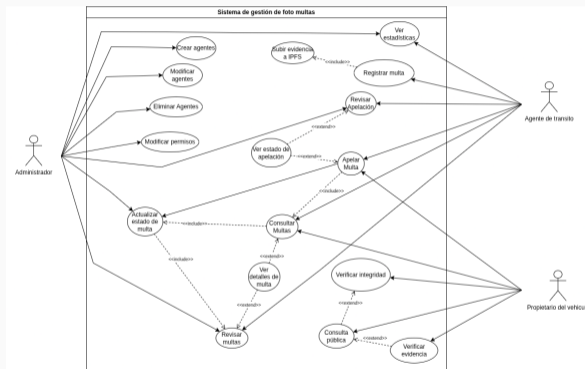 Sistema de gestión de foto multas
Ver
estadísticas
Crear agentes
Subir evidencia
a IPFS
<<include>>
Registrar multa
Modificar
agentes
Eliminar Agentes
Revisar
Apelación
<<extend>>
Modificar permisos
Ver estado de
apelación
<<extend>>
Apelar
Multa
Administrador
Agente de transito
<<include>>
Actualizar
estado de
multa
<<include>>
Consultar
Multas
<<include>>
<<extend>>
Ver
detalles de
multa
<<extend>>
Verificar integridad
<<extend>>
Propietario del vehicu
Revisar
multas
Consulta
pública
<<extend>>
Verificar
evidencia